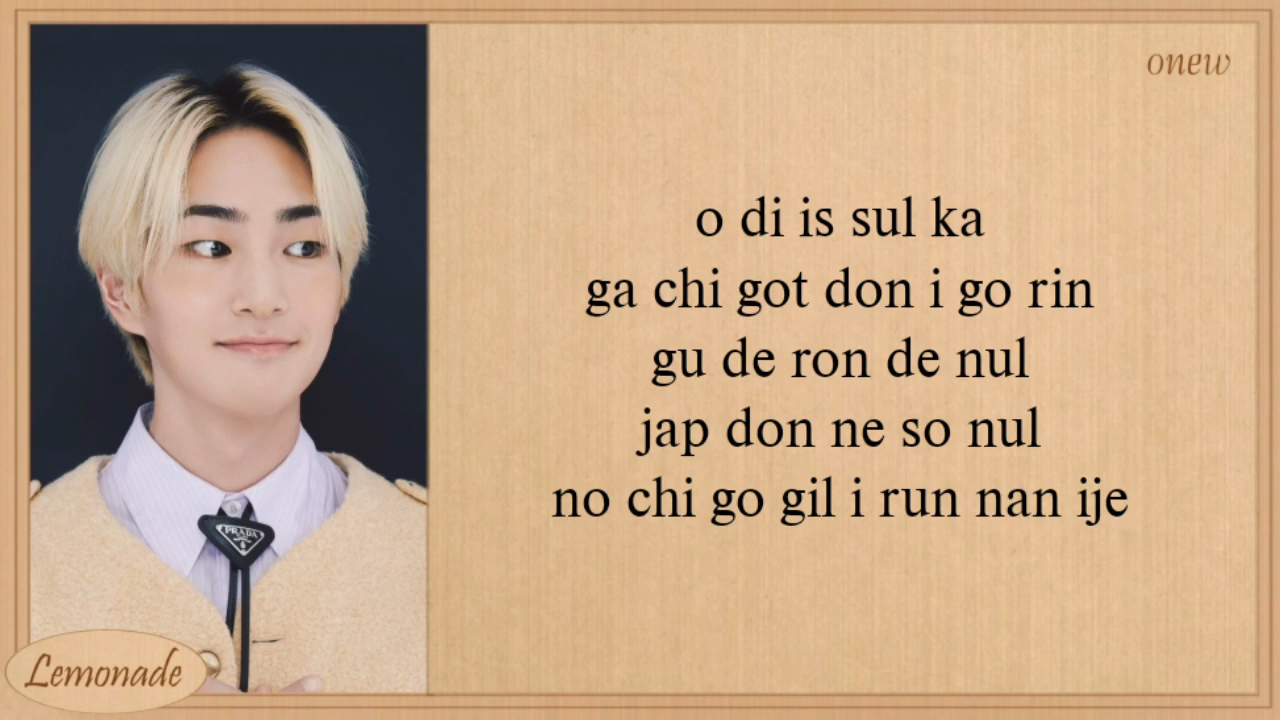 onew
o di is sul ka
ga chi got don i go rin
gu de ron de nul
jap don ne so nul
no chi go gil i run nan ije
PRADA
Lemonade